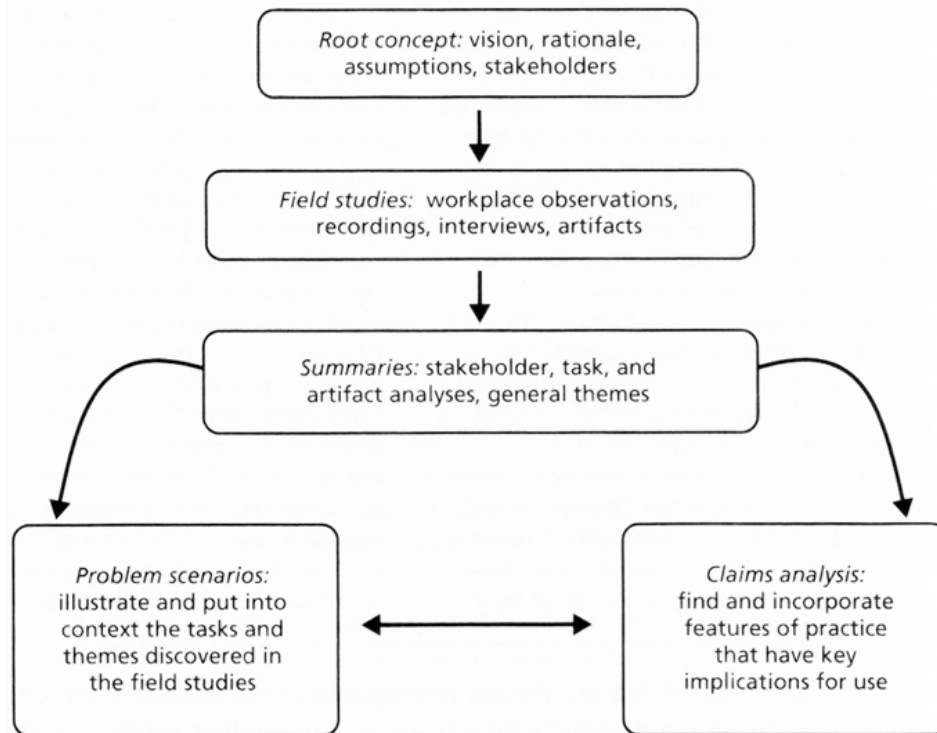 Root concept: vision, rationale,
assumptions, stakeholders
Field studies: workplace observations,
recordings, interviews, artifacts
Summaries: stakeholder, task, and
artifact analyses, general themes
Problem scenarios:
illustrate and put into
context the tasks and
themes discovered in
the field studies
Claims analysis:
find and incorporate
features of practice
that have key
implications for use